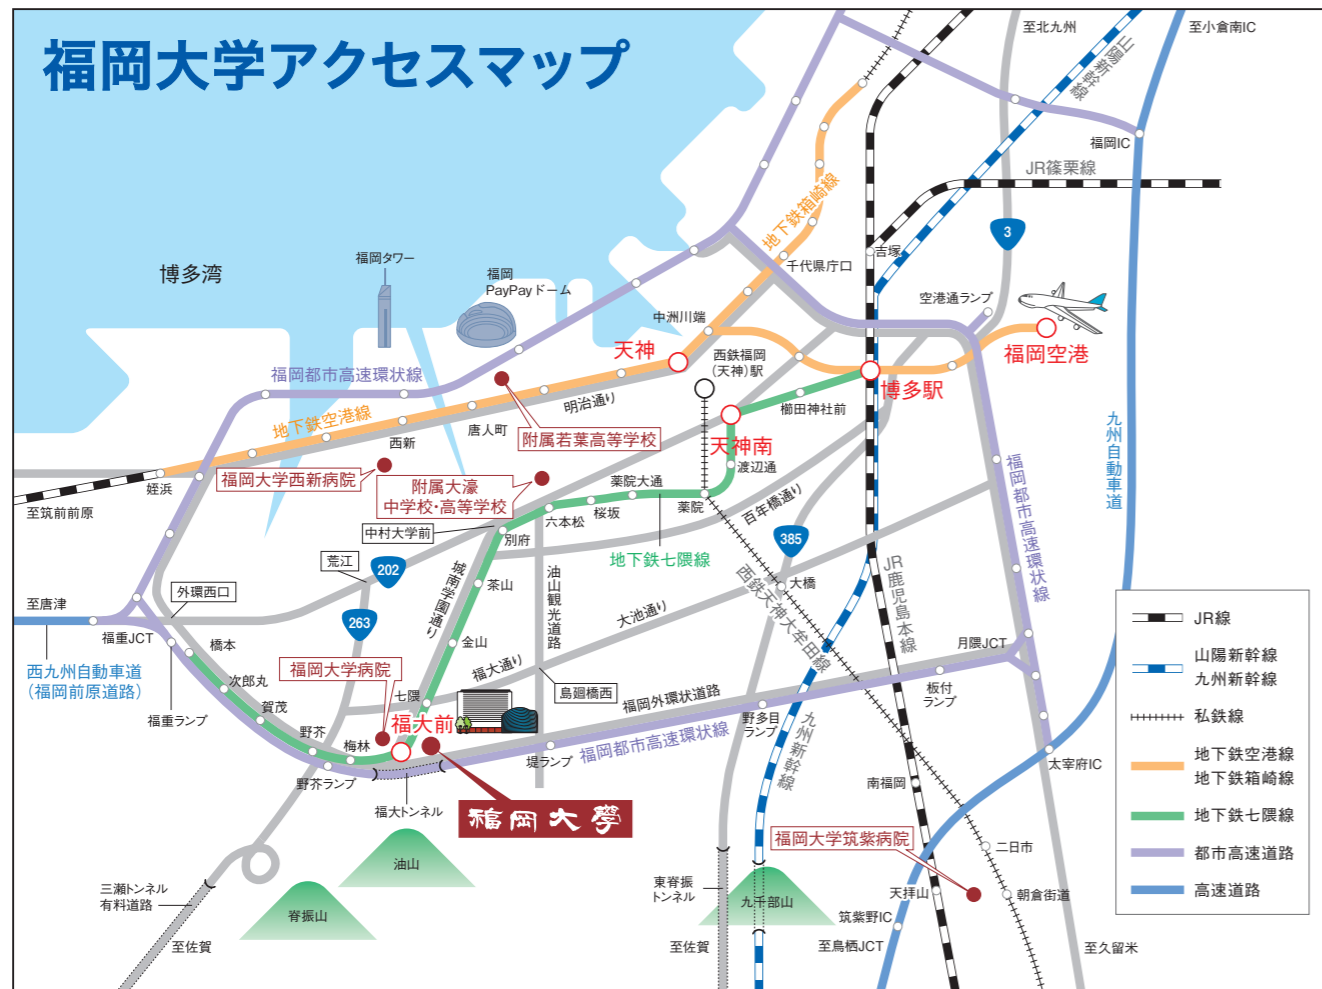 福岡大学アクセスマップ
至北九州
至小倉南IC
山陽新幹線
福岡IC
JR篠栗線
地下鉄箱崎線
3
博多湾
福岡タワー
福岡
PayPayドーム
千代県庁口
吉塚
空港通ランプ
中洲川端
天神
西鉄福岡
(天神)駅
福岡空港
博多駅
福岡都市高速環状線
地下鉄空港線
明治通り
櫛田神社前
西新
唐人町
附属若葉高等学校
天神南
九州自動車道
福岡大学西新病院
附属大濠
中学校・高等学校
渡辺通
福岡都市高速環状線
姪浜
薬院大通
至筑前前原
薬院
桜坂
六本松
百年橋通り
中村大学前
別府
385
地下鉄七隈線
荒江
202
城南学園通り
茶山
油山観光道路
西鉄天神大牟田線
大橋
JR鹿児島本線
外環西口
至唐津
263
大池通り
福重JCT
橋本
金山
月隈JCT
西九州自動車道
(福岡前原道路)
福岡大学病院
福大通り
次郎丸
七隈
島廻橋西
福岡外環状道路
板付
ランプ
福重ランプ
賀茂
福大前
野多目
ランプ
九州新幹線
野芥
梅林
福岡都市高速環状線
堤ランプ
太宰府IC
野芥ランプ
福大トンネル
南福岡
福岡大學
福岡大学筑紫病院
二日市
油山
三瀬トンネル
有料道路
脊振山
東脊振
トンネル
九千部山
天拝山
朝倉街道
筑紫野IC
至佐賀
至佐賀
至鳥栖JCT
至久留米
JR線
山陽新幹線
九州新幹線
私鉄線
地下鉄空港線
地下鉄箱崎線
地下鉄七隈線
都市高速道路
高速道路